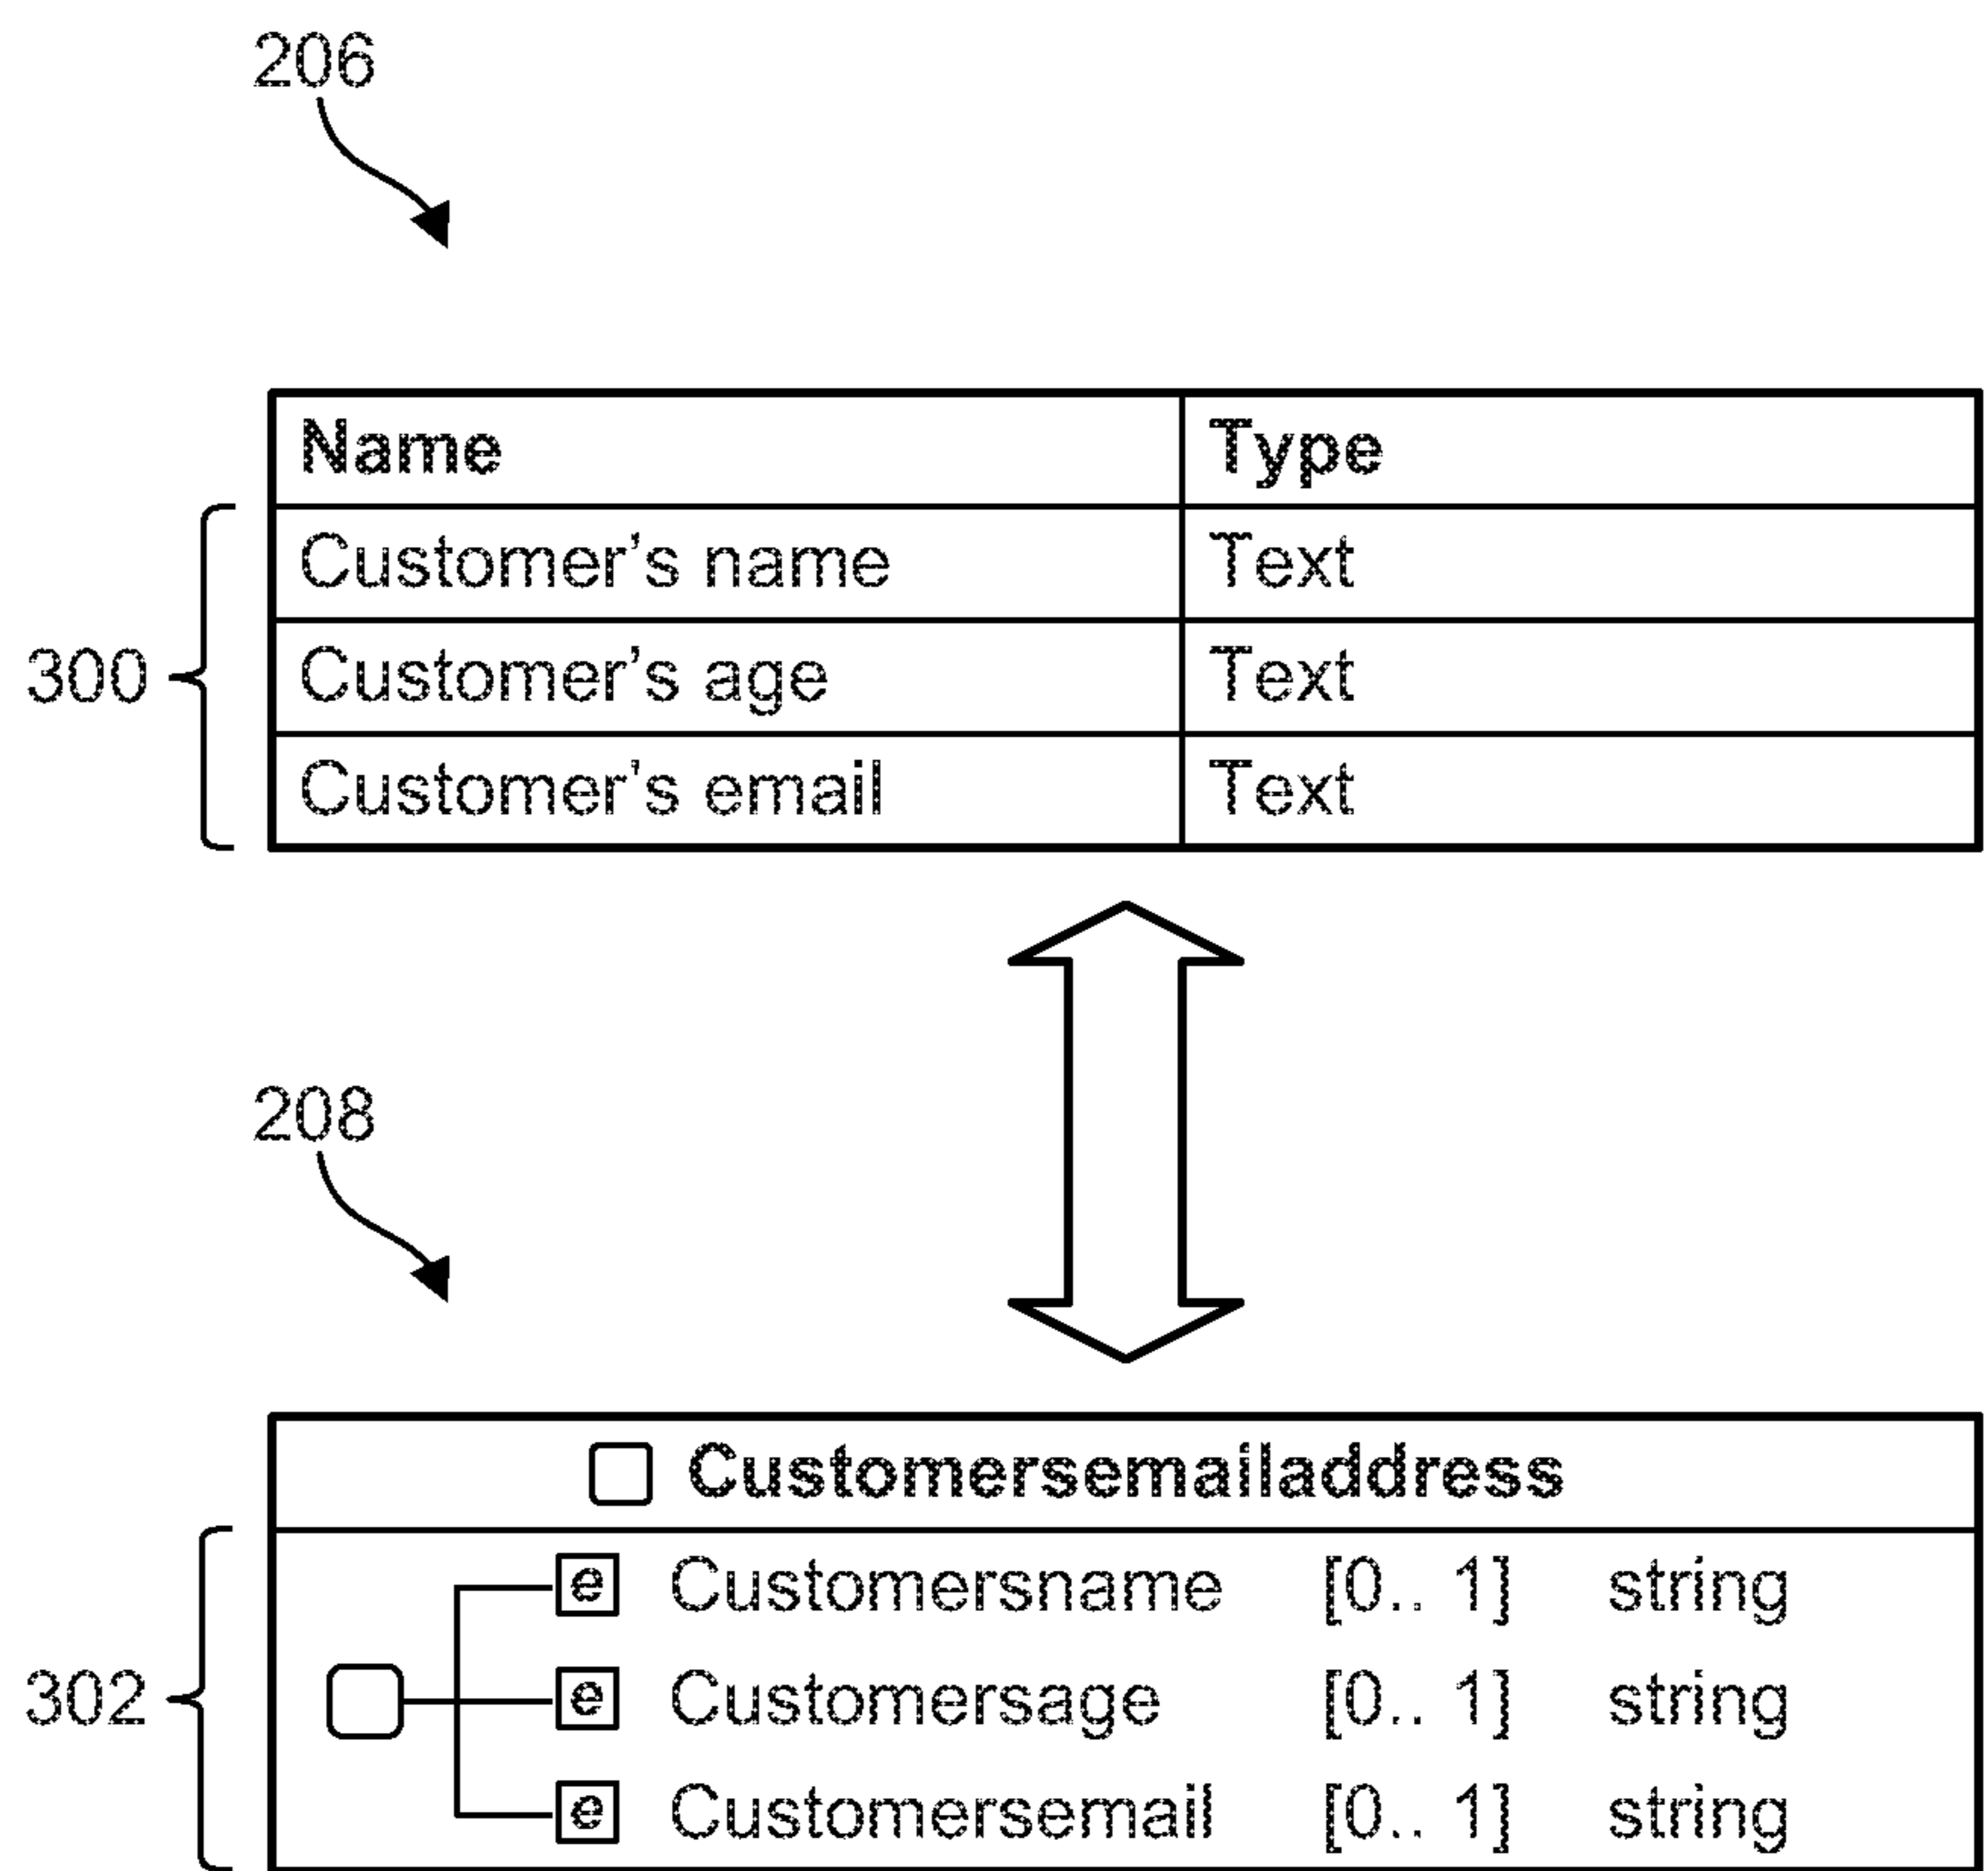 206
Name Type
Customer’s name Text
300 Customer’s age Text
Customer’s email Text
208
Customersemailaddress
e Customersname [0.. 1] string
302 e Customersage [0.. 1] string
e Customersemail [0.. 1] string